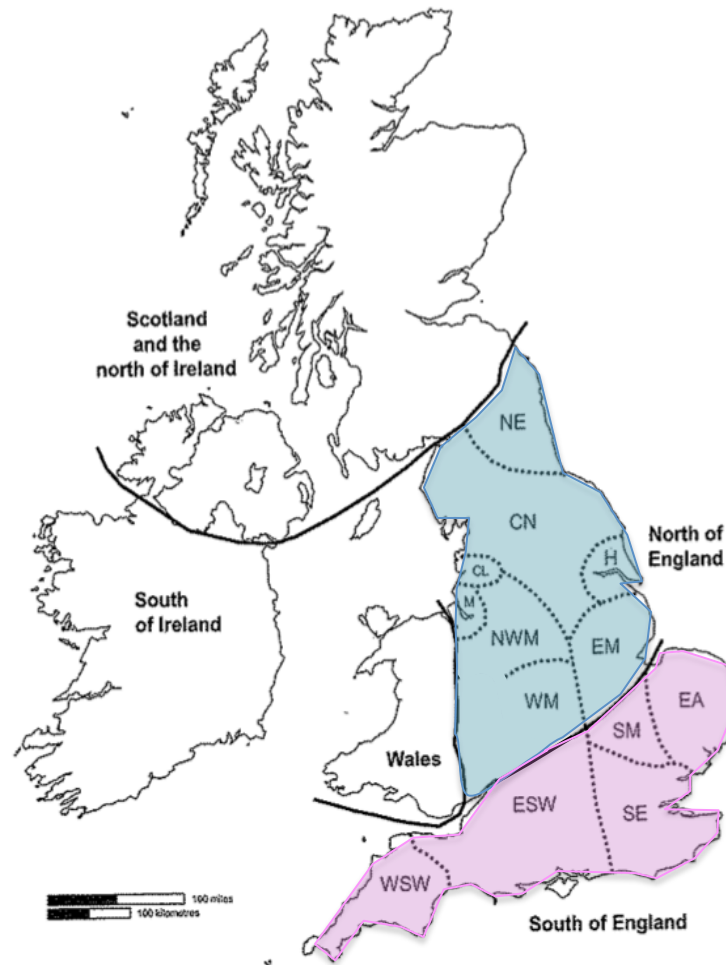 Scotland
and the
north of Ireland
NE
CN
North of
England
H
CL
M
South
of Ireland
NWM
EM
WM
EA
SM
Wales
ESW
SE
WSW
100 miles
100 kilometres
South of England